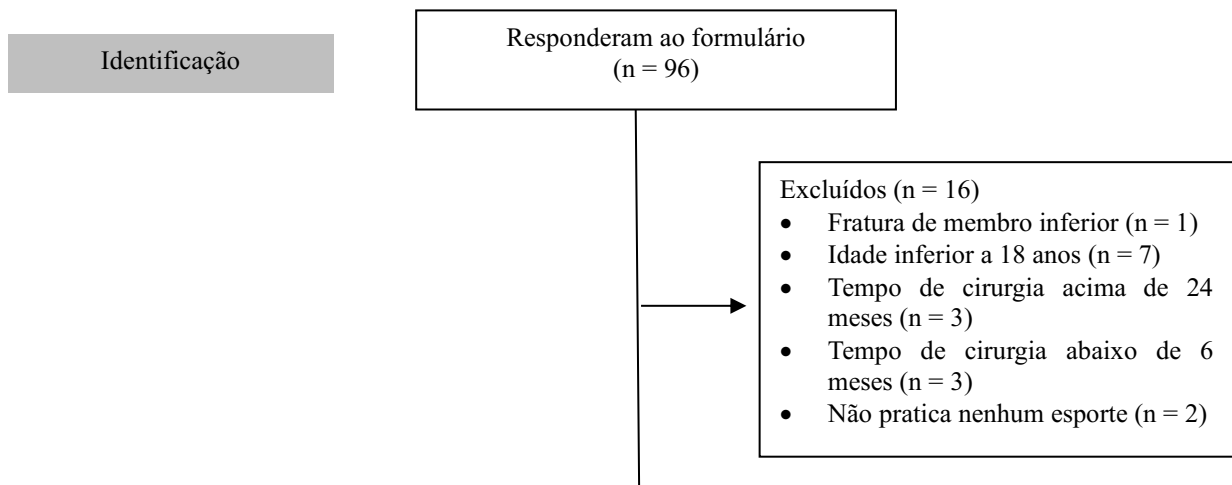 Identificação
Responderam ao formulário
(n = 96)
Excluídos (n = 16)
• Fratura de membro inferior (n = 1)
• Idade inferior a 18 anos (n = 7)
• Tempo de cirurgia acima de 24
meses (n = 3)
• Tempo de cirurgia abaixo de 6
meses (n = 3)
• Não pratica nenhum esporte (n = 2)